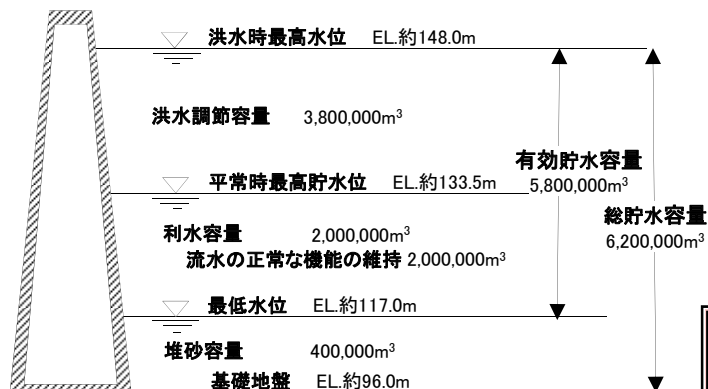 洪水時最高水位 EL.約148.0m
洪水調節容量 3,800,000m³
有効貯水容量
5,800,000m³
平常時最高貯水位 EL.約133.5m
総貯水容量
6,200,000m³
利水容量 2,000,000m³
流水の正常な機能の維持 2,000,000m³
最低水位 EL.約117.0m
堆砂容量 400,000m³
基礎地盤 EL.約96.0m